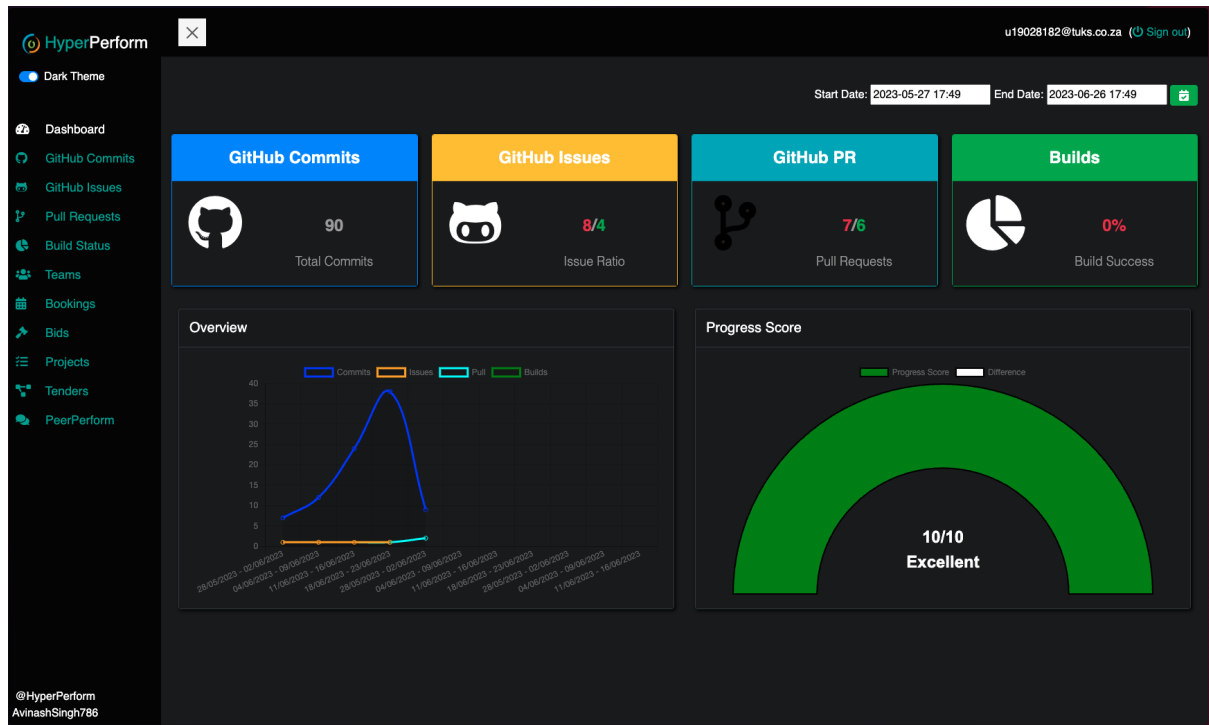 HyperPerform
u19028182@tuks.co.za (Sign out)
Dark Theme
Start Date: 2023-05-27 17:49 End Date: 2023-06-26 17:49
Dashboard
GitHub Commits
GitHub Issues
Pull Requests
Build Status
Teams
Bookings
Bids
Projects
Tenders
PeerPerform
GitHub Commits
90
Total Commits
GitHub Issues
8/4
Issue Ratio
GitHub PR
7/6
Pull Requests
Builds
0%
Build Success
Overview
Commits Issues Pull Builds
40
35
30
25
20
15
10
5
0
28/05/2023 - 02/06/2023
04/06/2023 - 09/06/2023
11/06/2023 - 16/06/2023
18/06/2023 - 23/06/2023
28/05/2023 - 02/06/2023
04/06/2023 - 09/06/2023
11/06/2023 - 16/06/2023
18/06/2023 - 23/06/2023
28/05/2023 - 02/06/2023
04/06/2023 - 09/06/2023
11/06/2023 - 16/06/2023
Progress Score
Progress Score Difference
10/10
Excellent
@HyperPerform
AvinashSingh786